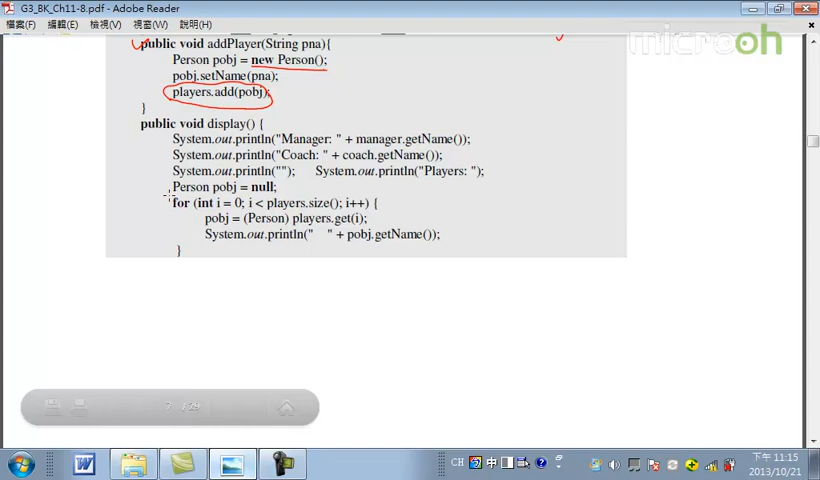 G3_BK_Ch11-8.pdf - Adobe Reader
檔案(F) 編輯(E) 檢視(V) 視窗(W) 說明(H)
microoh
public void addPlayer(String pna){
Person pobj = new Person();
pobj.setName(pna);
players.add(pobj);
}
public void display() {
System.out.println("Manager: " + manager.getName());
System.out.println("Coach: " + coach.getName());
System.out.println(""); System.out.println("Players: ");
Person pobj = null;
for (int i = 0; i < players.size(); i++) {
pobj = (Person) players.get(i);
System.out.println(" " + pobj.getName());
}
7 / 29
CH 中
下午 11:15
2013/10/21